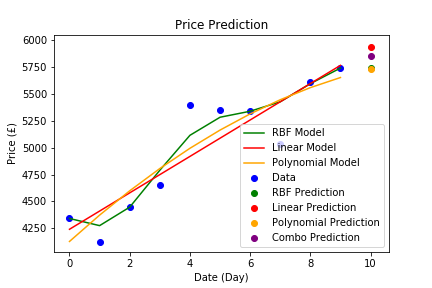 Price Prediction
6000
5750
5500
5250
5000
4750
4500
4250
Price (£)
RBF Model
Linear Model
Polynomial Model
Data
RBF Prediction
Linear Prediction
Polynomial Prediction
Combo Prediction
0
2
4
6
8
10
Date (Day)